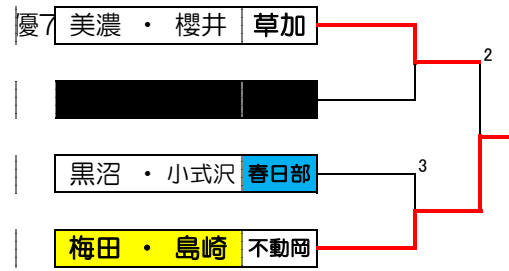 優7 美濃 ・ 櫻井 草加
2
黒沼 ・ 小式沢 春日部
3
梅田 ・ 島崎 不動岡